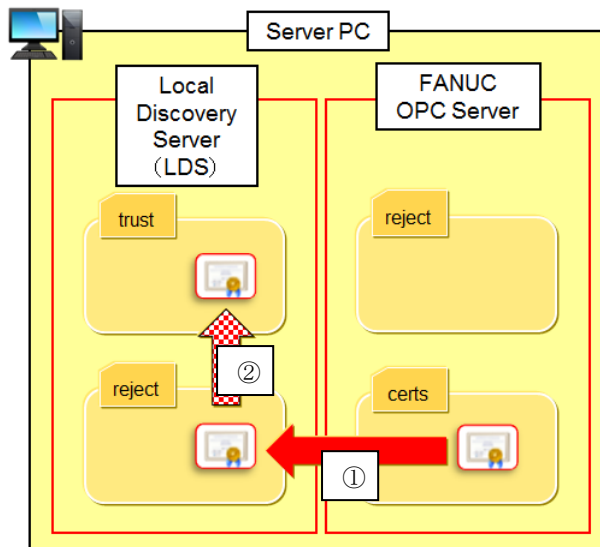 Server PC
Local
Discovery
Server
（LDS）
FANUC
OPC Server
trust
reject
②
reject
certs
①